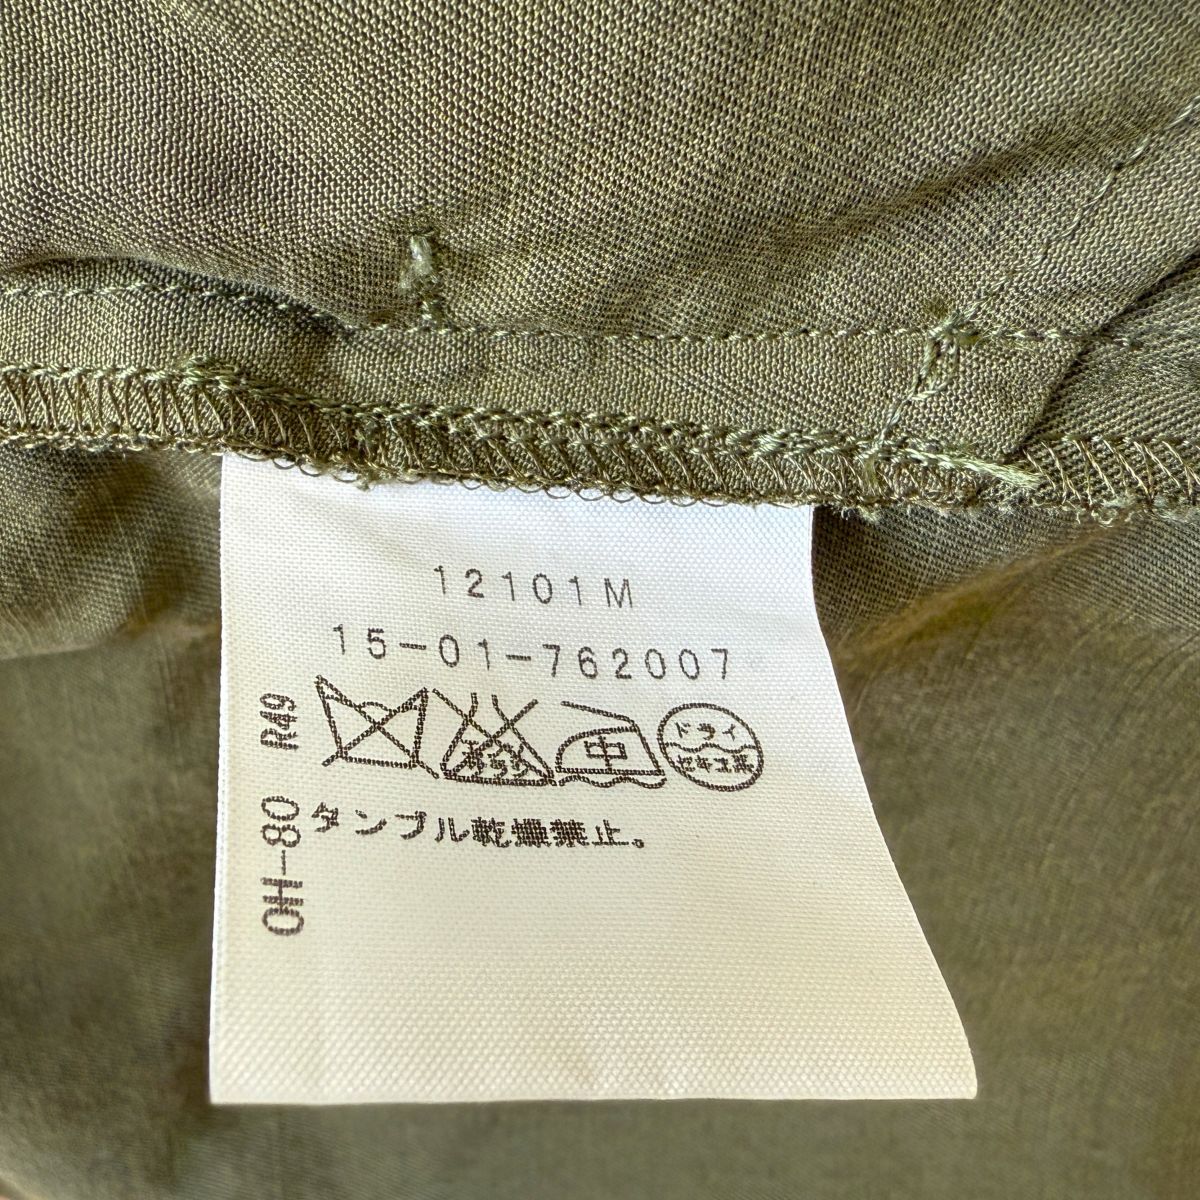 12101M
15-01-762007
中
ドライ
セキユ系
タンブル乾燥禁止。
OH-80 R49